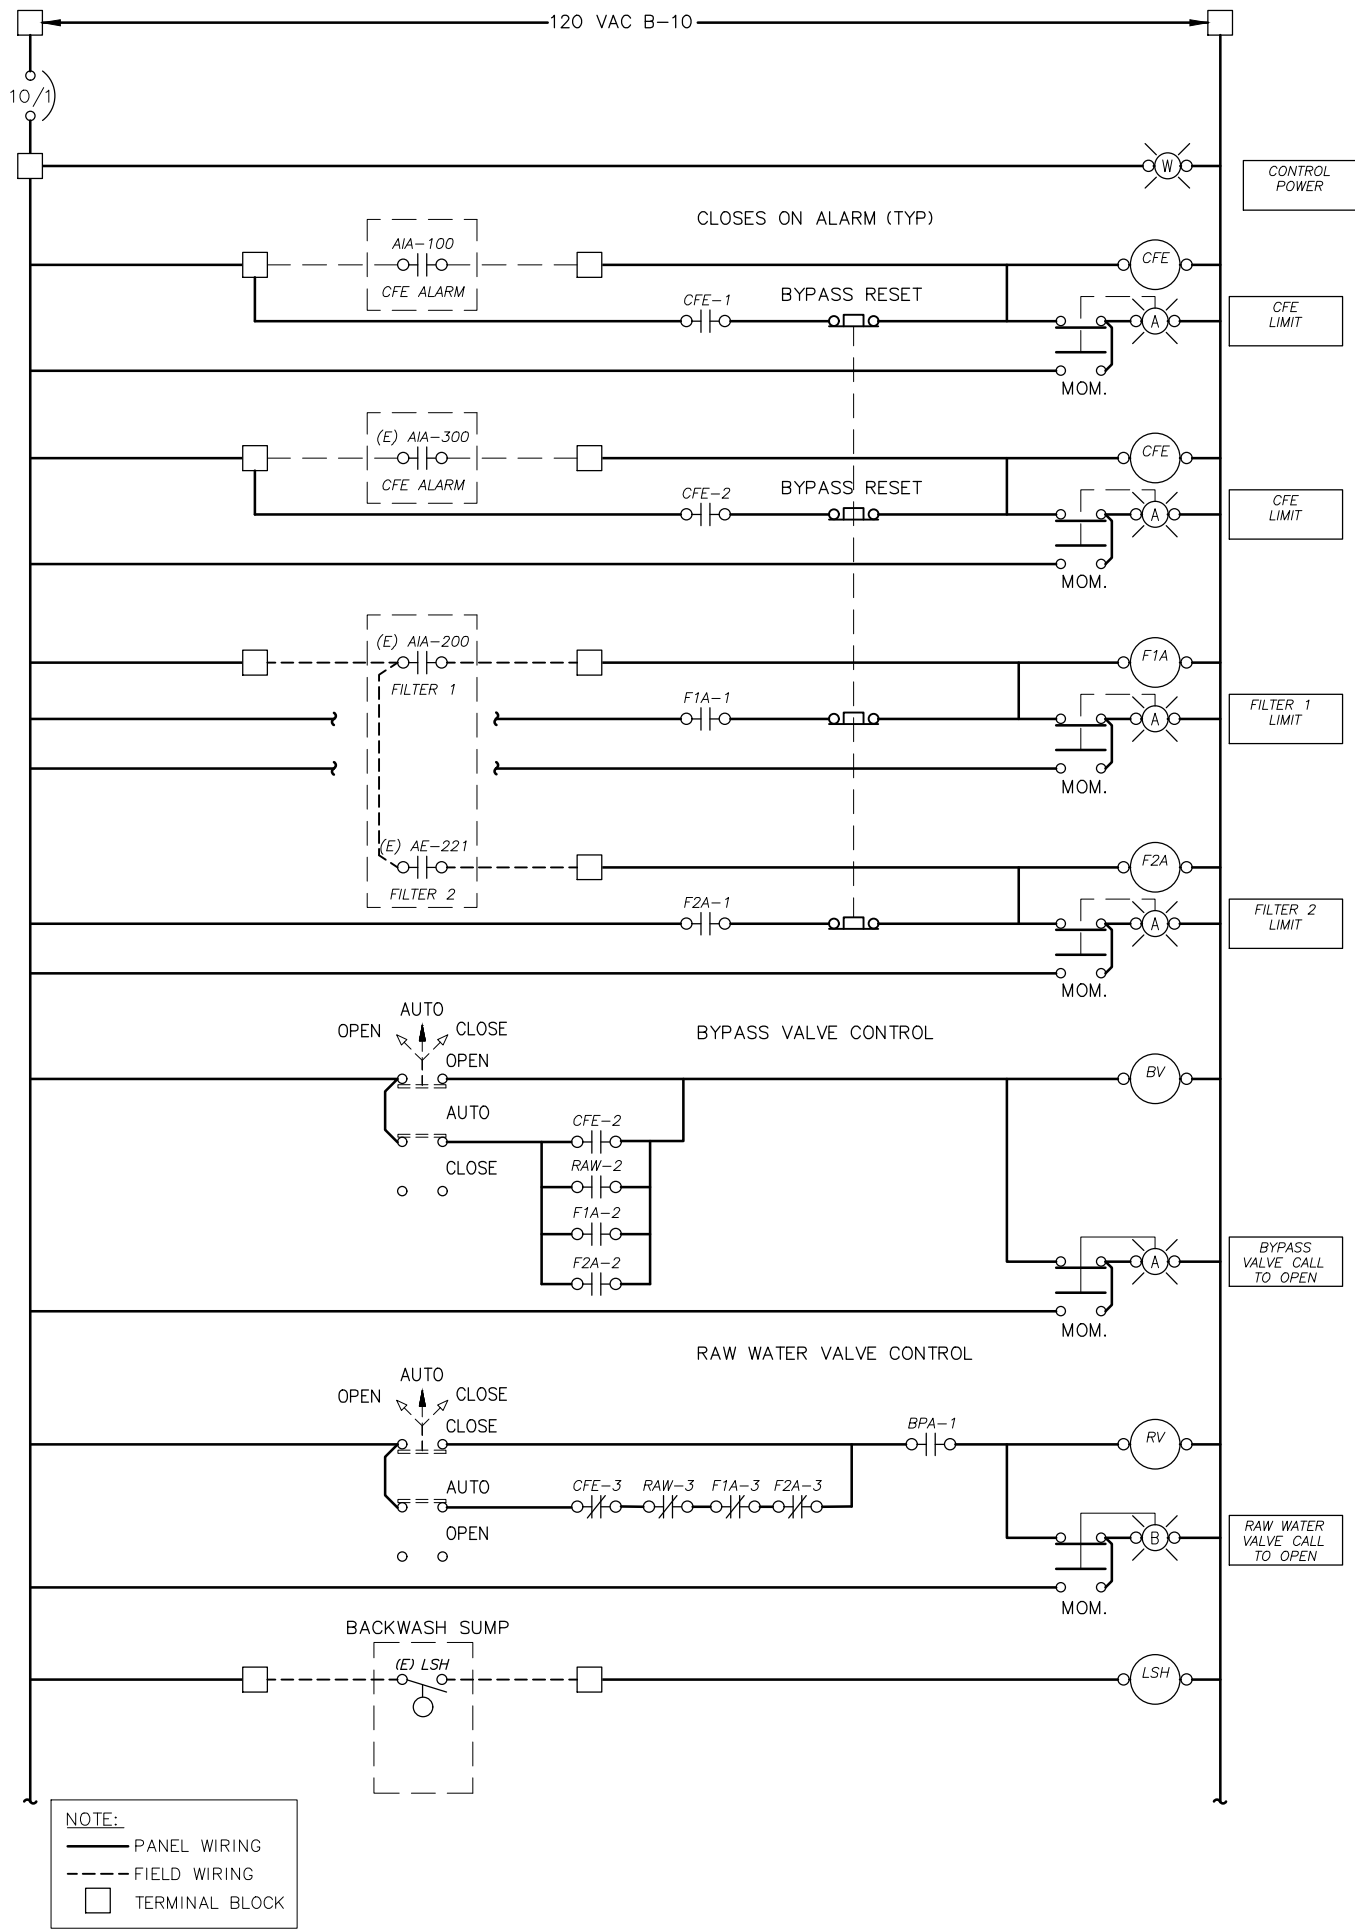 120 VAC B-10
10/1
W
CONTROL
POWER
CLOSES ON ALARM (TYP)
AIA-100
CFE ALARM
CFE
CFE-1
BYPASS RESET
A
CFE
LIMIT
MOM.
(E) AIA-300
CFE ALARM
CFE
CFE-2
BYPASS RESET
A
CFE
LIMIT
MOM.
(E) AIA-200
FILTER 1
F1A
F1A-1
A
FILTER 1
LIMIT
MOM.
(E) AE-221
FILTER 2
F2A
F2A-1
A
FILTER 2
LIMIT
MOM.
AUTO
OPEN
CLOSE
BYPASS VALVE CONTROL
OPEN
BV
AUTO
CFE-2
CLOSE
RAW-2
F1A-2
F2A-2
A
BYPASS
VALVE CALL
TO OPEN
MOM.
RAW WATER VALVE CONTROL
AUTO
OPEN
CLOSE
CLOSE
BPA-1
RV
AUTO
CFE-3
RAW-3
F1A-3
F2A-3
OPEN
B
RAW WATER
VALVE CALL
TO OPEN
MOM.
BACKWASH SUMP
(E) LSH
LSH
NOTE:
PANEL WIRING
FIELD WIRING
TERMINAL BLOCK